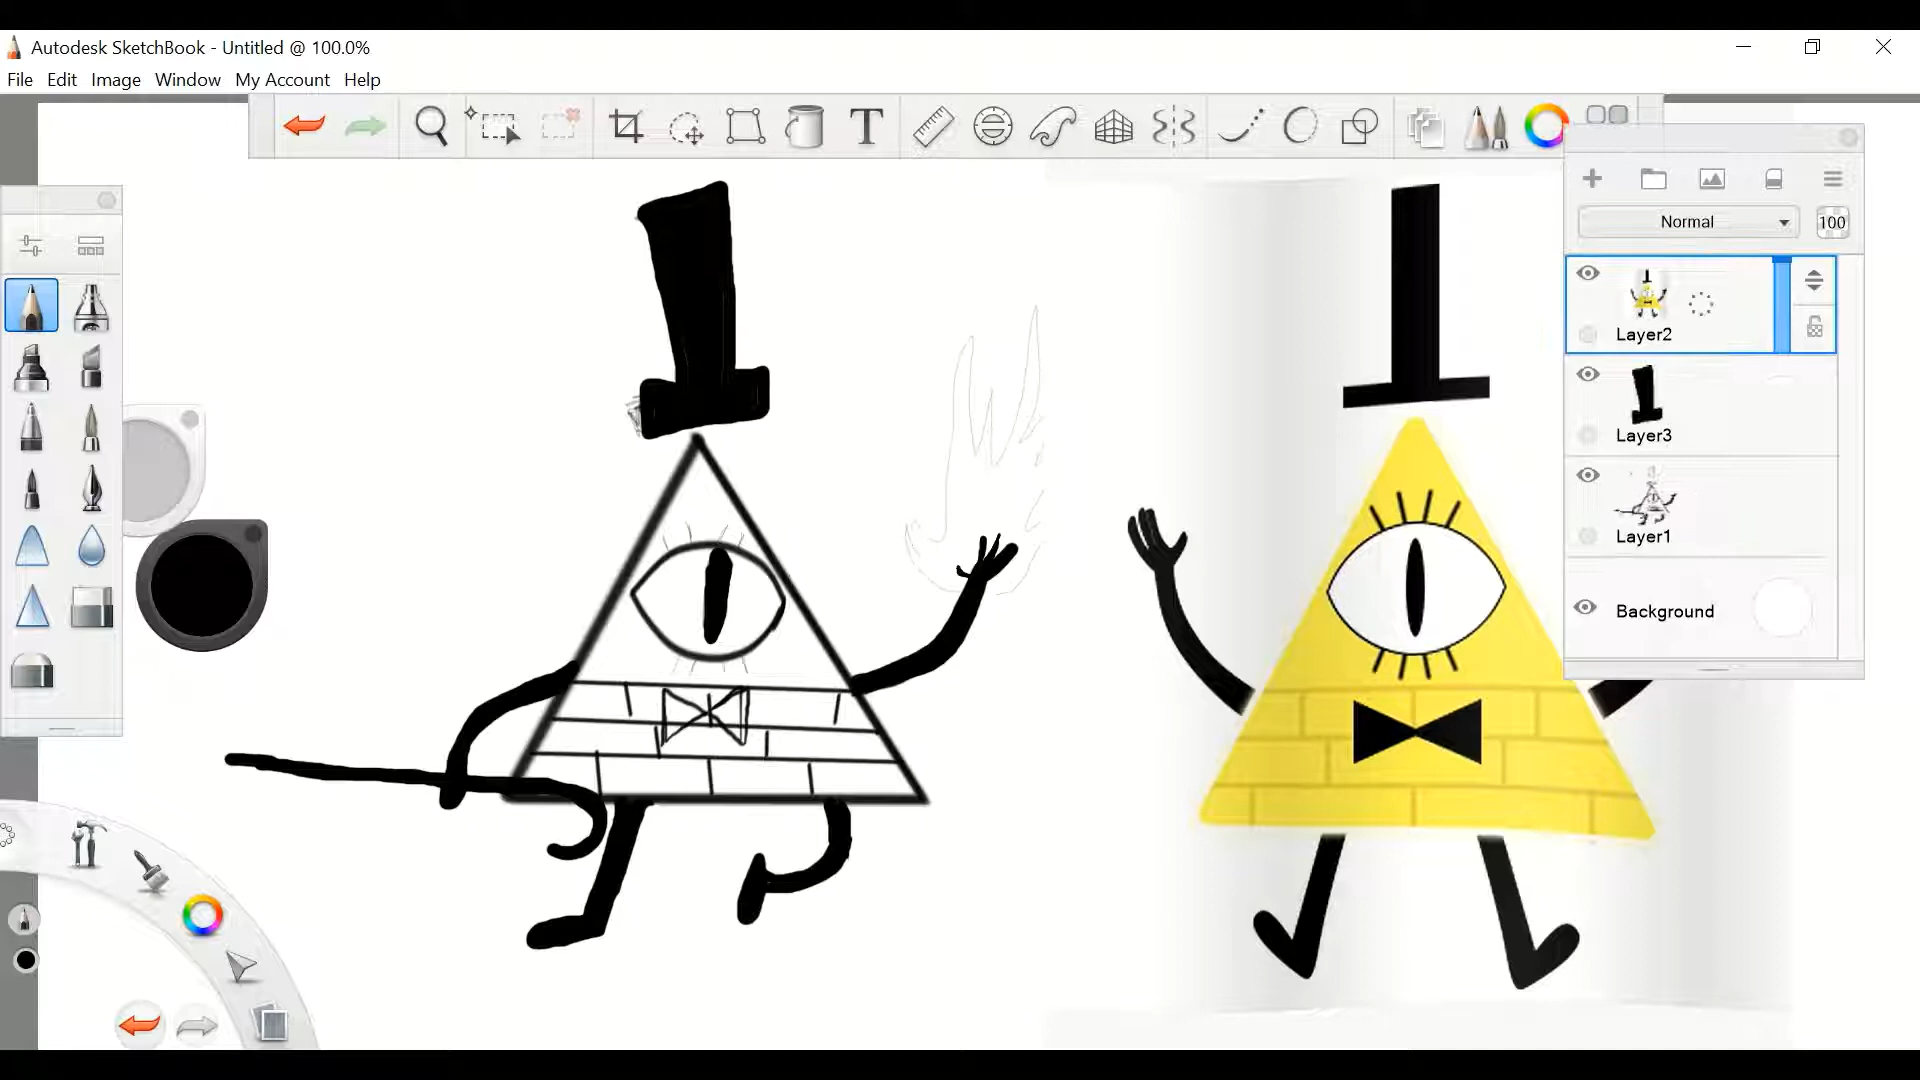 Autodesk SketchBook - Untitled @ 100.0%
File Edit Image Window My Account Help
T
Normal 100
Layer2
Layer3
Layer1
Background